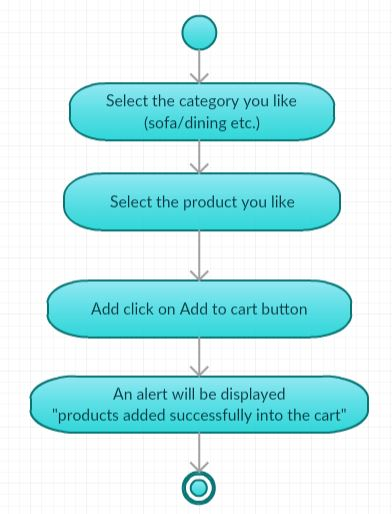 Select the category you like
(sofa/dining etc.)
Select the product you like
Add click on Add to cart button
An alert will be displayed
"products added successfully into the cart"